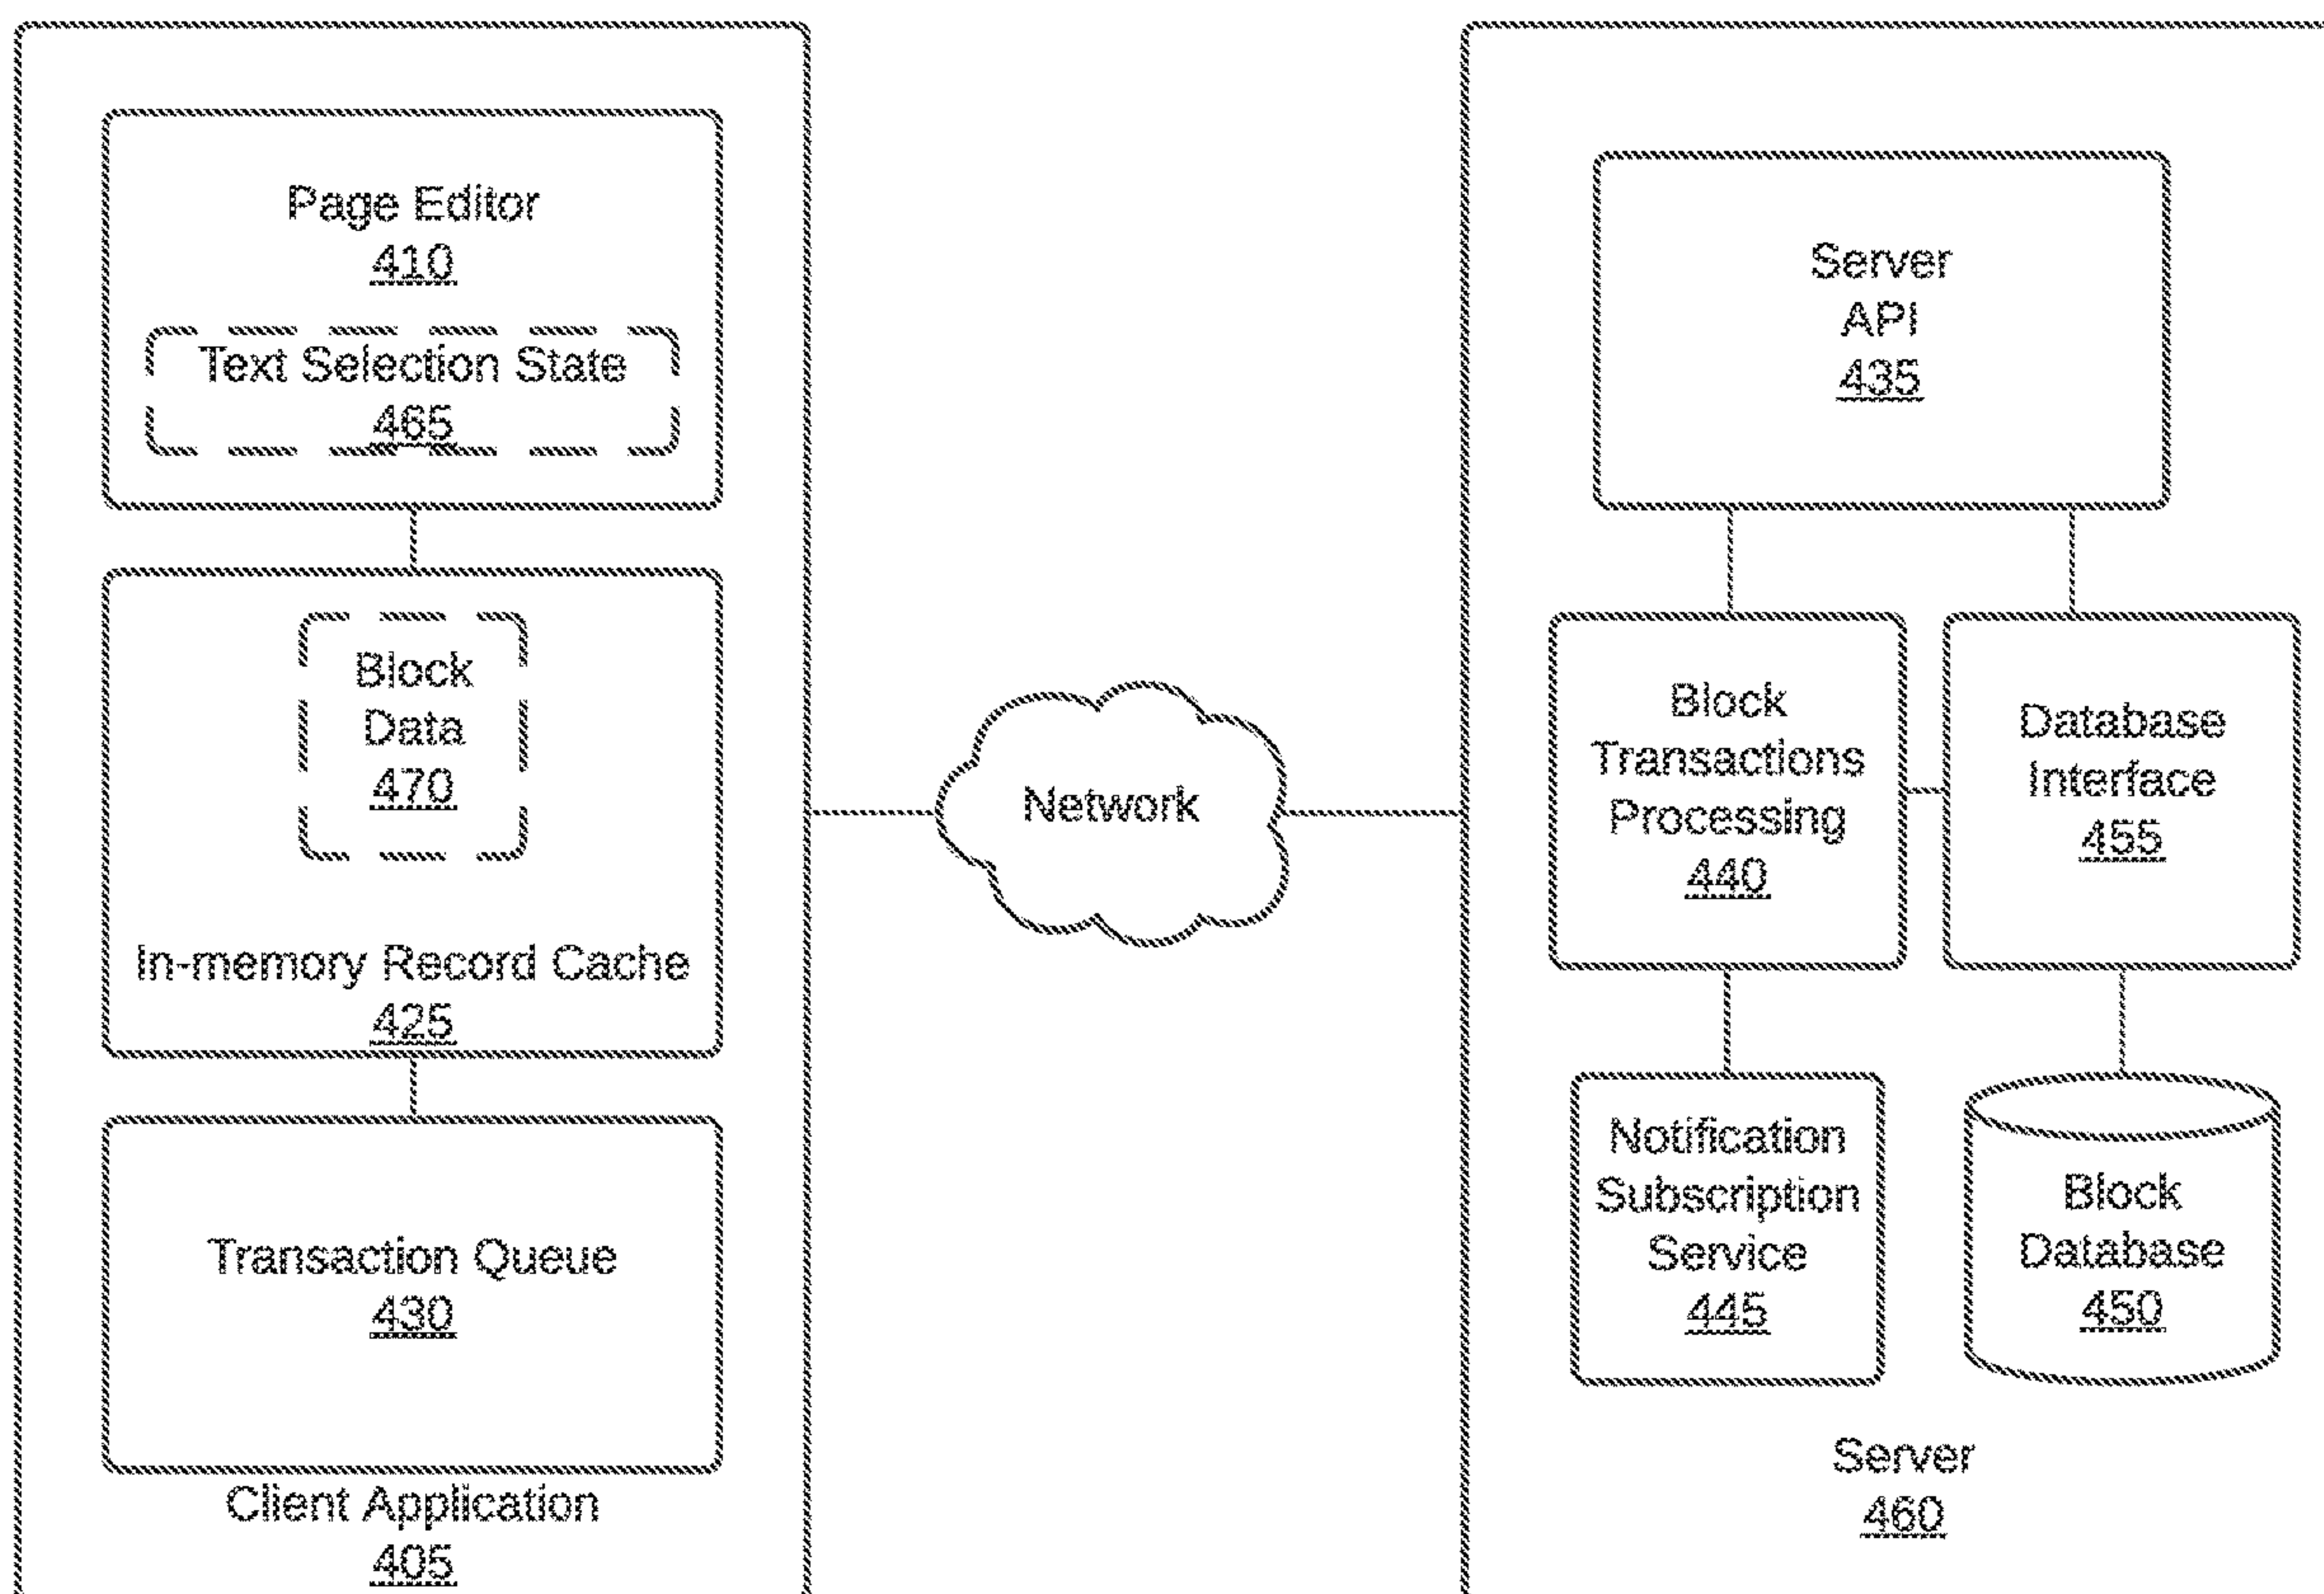 Page Editor
410
Text Selection State
465
Block
Data
470
In-memory Record Cache
425
Transaction Queue
430
Client Application
405
Network
Server
API
435
Block
Transactions
Processing
440
Database
Interface
455
Notification
Subscription
Service
445
Block
Database
450
Server
460